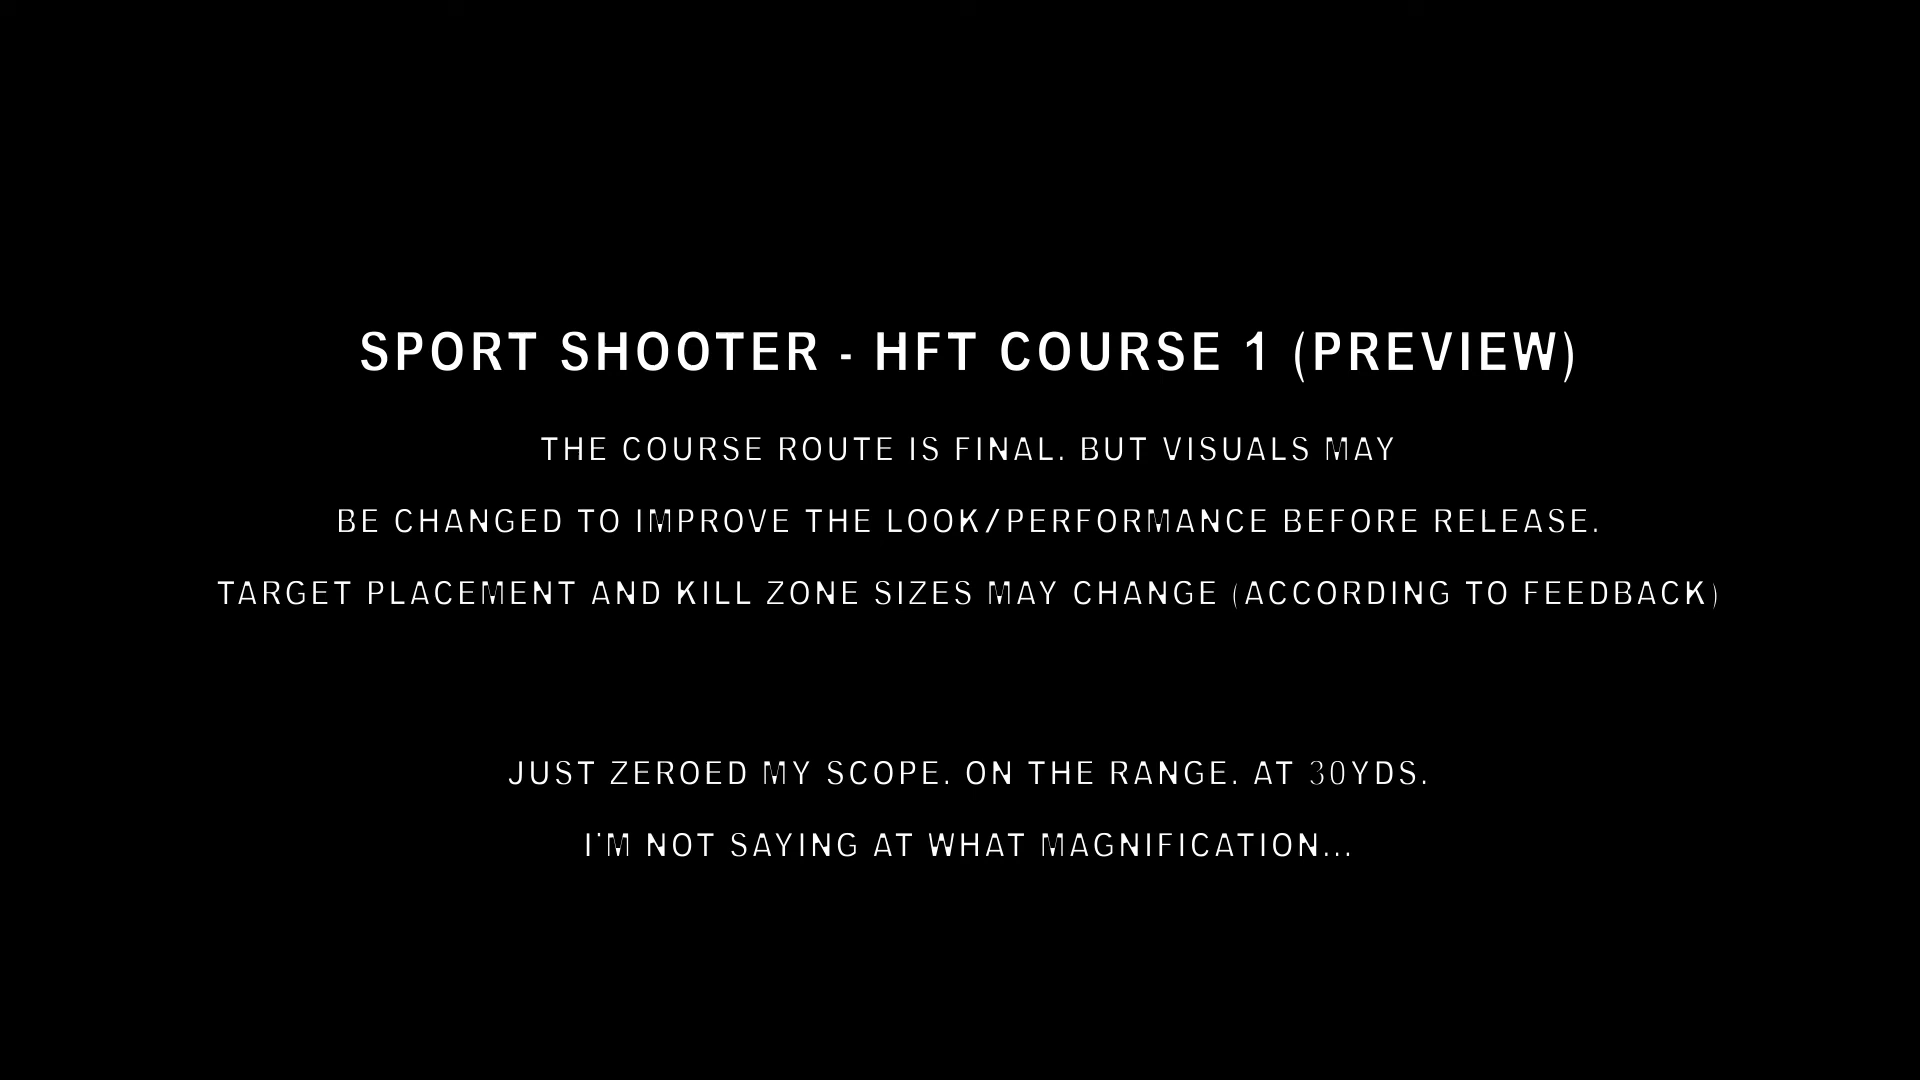 SPORT SHOOTER - HFT COURSE 1 (PREVIEW)
THE COURSE ROUTE IS FINAL. BUT VISUALS MAY
BE CHANGED TO IMPROVE THE LOOK/PERFORMANCE BEFORE RELEASE.
TARGET PLACEMENT AND KILL ZONE SIZES MAY CHANGE (ACCORDING TO FEEDBACK)
JUST ZEROED MY SCOPE. ON THE RANGE. AT 30YDS.
I'M NOT SAYING AT WHAT MAGNIFICATION...